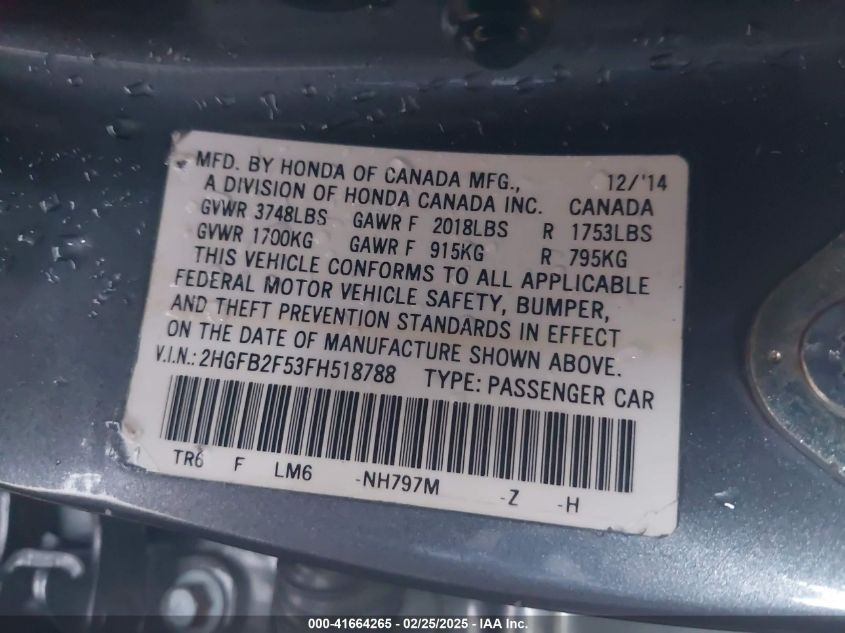 MFD. BY HONDA OF CANADA MFG., 12/'14
A DIVISION OF HONDA CANADA INC. CANADA
GVWR 3748LBS GAWR F 2018LBS R 1753LBS
GVWR 1700KG GAWR F 915KG R 795KG
THIS VEHICLE CONFORMS TO ALL APPLICABLE
FEDERAL MOTOR VEHICLE SAFETY, BUMPER,
AND THEFT PREVENTION STANDARDS IN EFFECT
ON THE DATE OF MANUFACTURE SHOWN ABOVE.
V.I.N.: 2HGFB2F53FH518788 TYPE: PASSENGER CAR
1 TR6 F LM6 -NH797M -Z -H
000-41664265 - 02/25/2025 - IAA Inc.